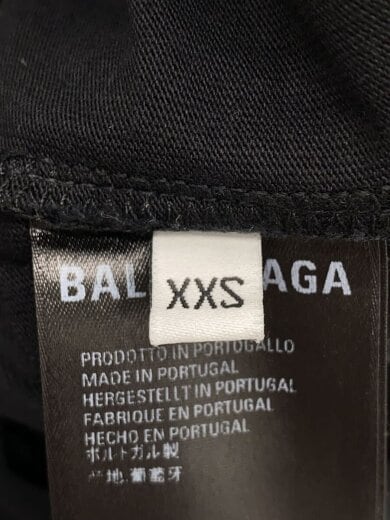 BAL AGA
XXS
PRODOTTO IN PORTOGALLO
MADE IN PORTUGAL
HERGESTELLT IN PORTUGAL
FABRIQUE EN PORTUGAL
HECHO EN PORTUGAL
ポルトガル製
产地:葡萄牙